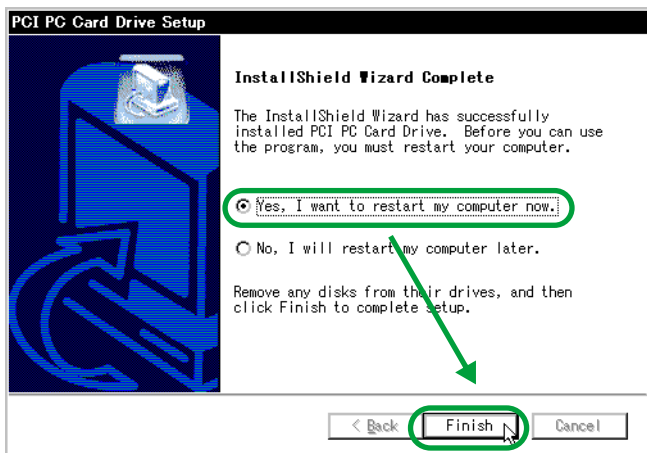 PCI PC Card Drive Setup
InstallShield Wizard Complete
The InstallShield Wizard has successfully
installed PCI PC Card Drive.  Before you can use
the program, you must restart your computer.
Yes, I want to restart my computer now.
No, I will restart my computer later.
Remove any disks from their drives, and then
click Finish to complete setup.
< Back Finish Cancel